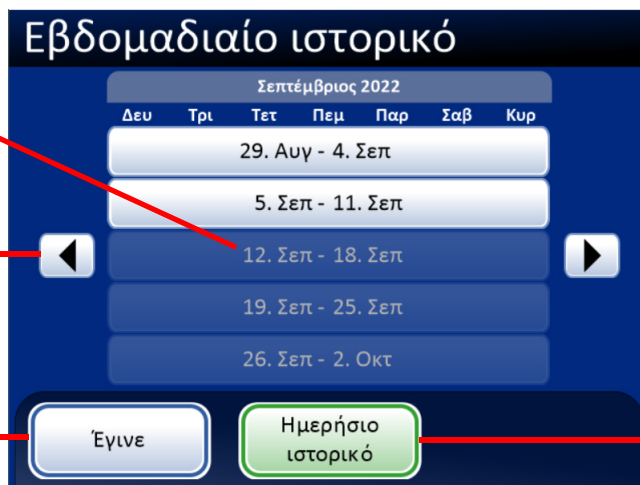 Εβδομαδιαίο ιστορικό
Σεπτέμβριος 2022
Δευ Τρι Τετ Πεμ Παρ Σαβ Κυρ
29. Αυγ - 4. Σεπ
5. Σεπ - 11. Σεπ
12. Σεπ - 18. Σεπ
19. Σεπ - 25. Σεπ
26. Σεπ - 2. Οκτ
Έγινε
Ημερήσιο
ιστορικό